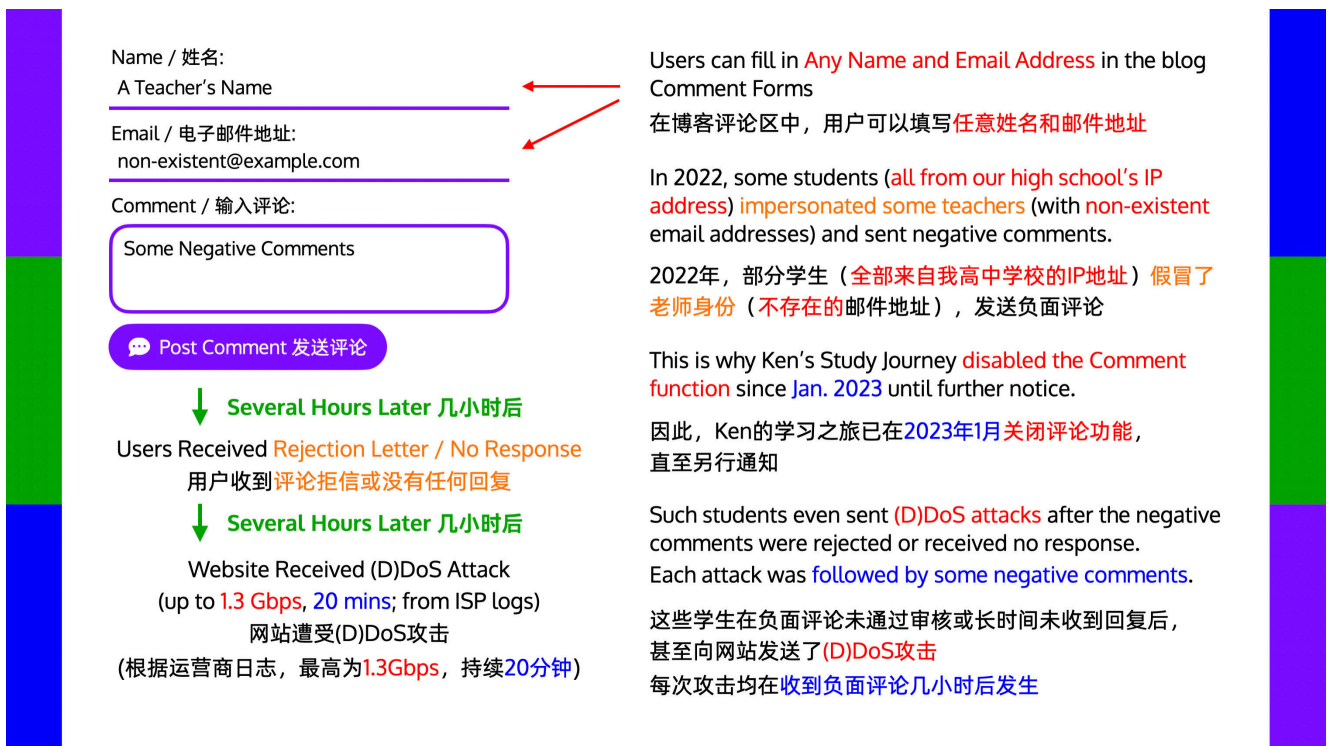 Name / 姓名:
A Teacher's Name
Email / 电子邮件地址:
non-existent@example.com
Comment / 输入评论:
Some Negative Comments
Post Comment 发送评论
Several Hours Later 几小时后
Users Received Rejection Letter / No Response
用户收到评论拒信或没有任何回复
Several Hours Later 几小时后
Website Received (D)DoS Attack
(up to 1.3 Gbps, 20 mins; from ISP logs)
网站遭受(D)DoS攻击
(根据运营商日志，最高为1.3Gbps，持续20分钟)
Users can fill in Any Name and Email Address in the blog
Comment Forms
在博客评论区中，用户可以填写任意姓名和邮件地址
In 2022, some students (all from our high school's IP
address) impersonated some teachers (with non-existent
email addresses) and sent negative comments.
2022年，部分学生（全部来自我高中学校的IP地址）假冒了
老师身份（不存在的邮件地址），发送负面评论
This is why Ken's Study Journey disabled the Comment
function since Jan. 2023 until further notice.
因此，Ken的学习之旅已在2023年1月关闭评论功能，
直至另行通知
Such students even sent (D)DoS attacks after the negative
comments were rejected or received no response.
Each attack was followed by some negative comments.
这些学生在负面评论未通过审核或长时间未收到回复后，
甚至向网站发送了(D)DoS攻击
每次攻击均在收到负面评论几小时后发生